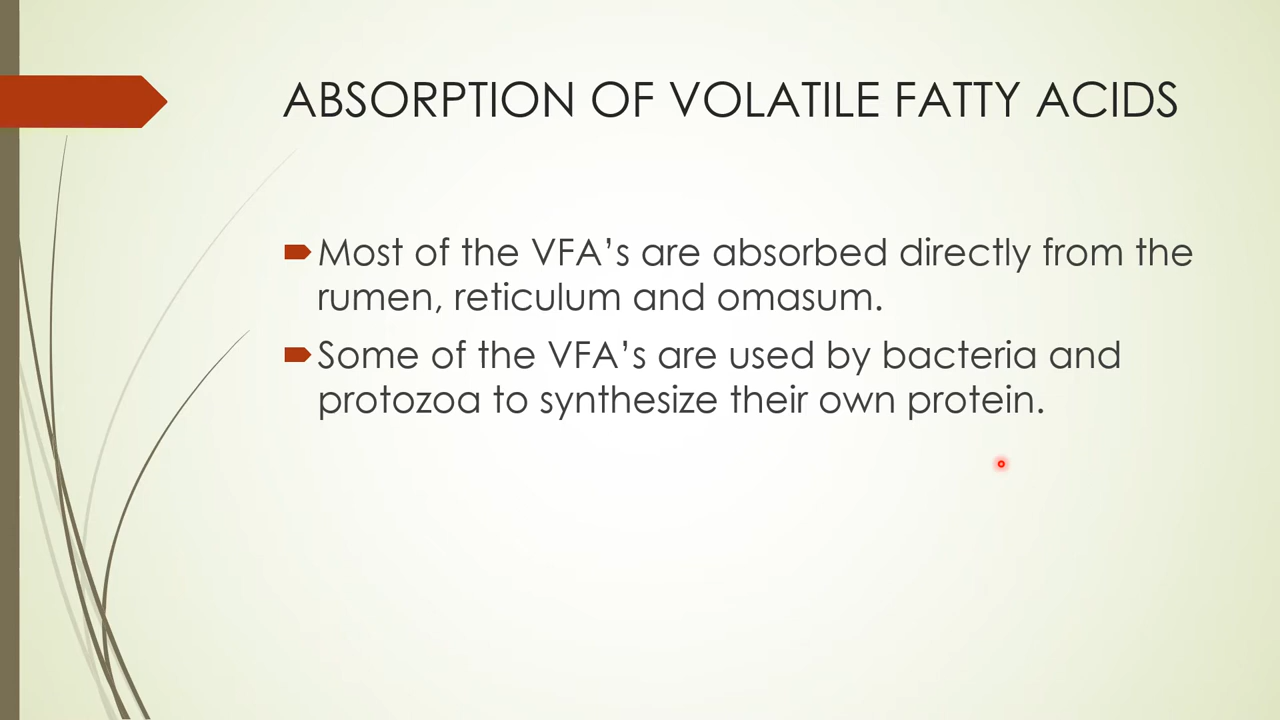 ABSORPTION OF VOLATILE FATTY ACIDS
Most of the VFA’s are absorbed directly from the
rumen, reticulum and omasum.
Some of the VFA’s are used by bacteria and
protozoa to synthesize their own protein.